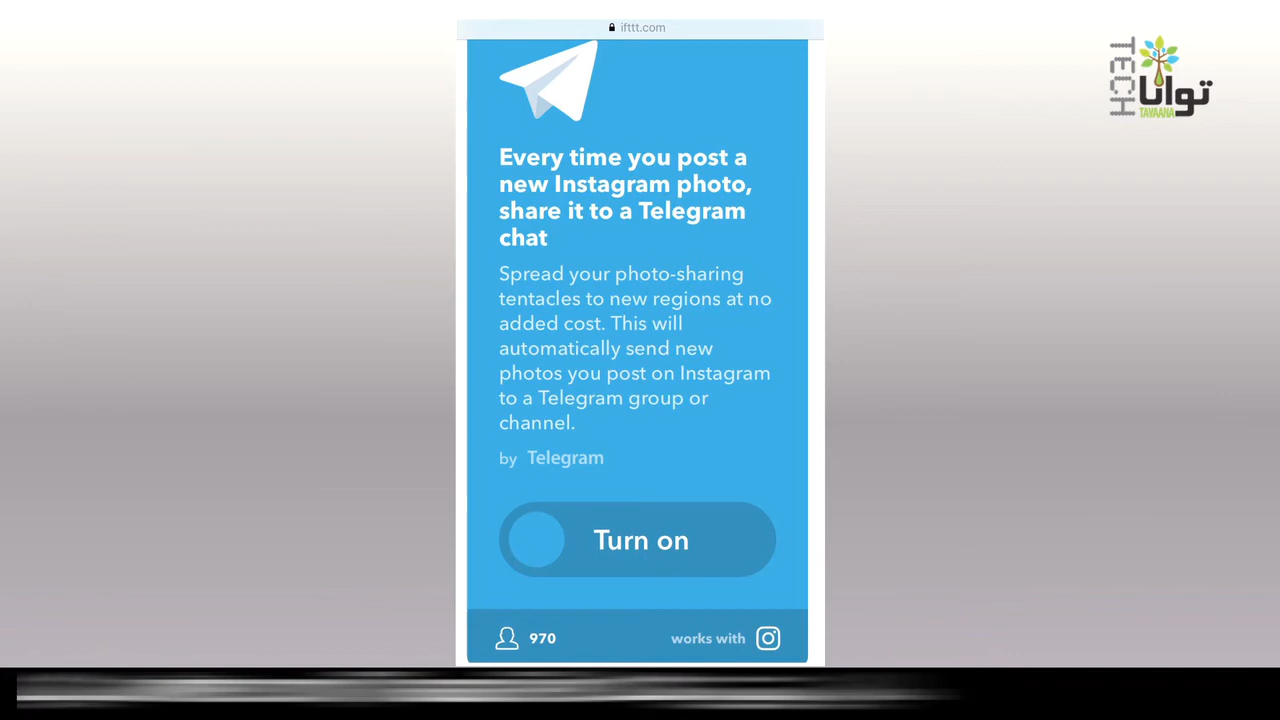 ifttt.com
Every time you post a
new Instagram photo,
share it to a Telegram
chat
Spread your photo-sharing
tentacles to new regions at no
added cost. This will
automatically send new
photos you post on Instagram
to a Telegram group or
channel.
by Telegram
Turn on
970
works with
TECH
توانا
TAVAANA